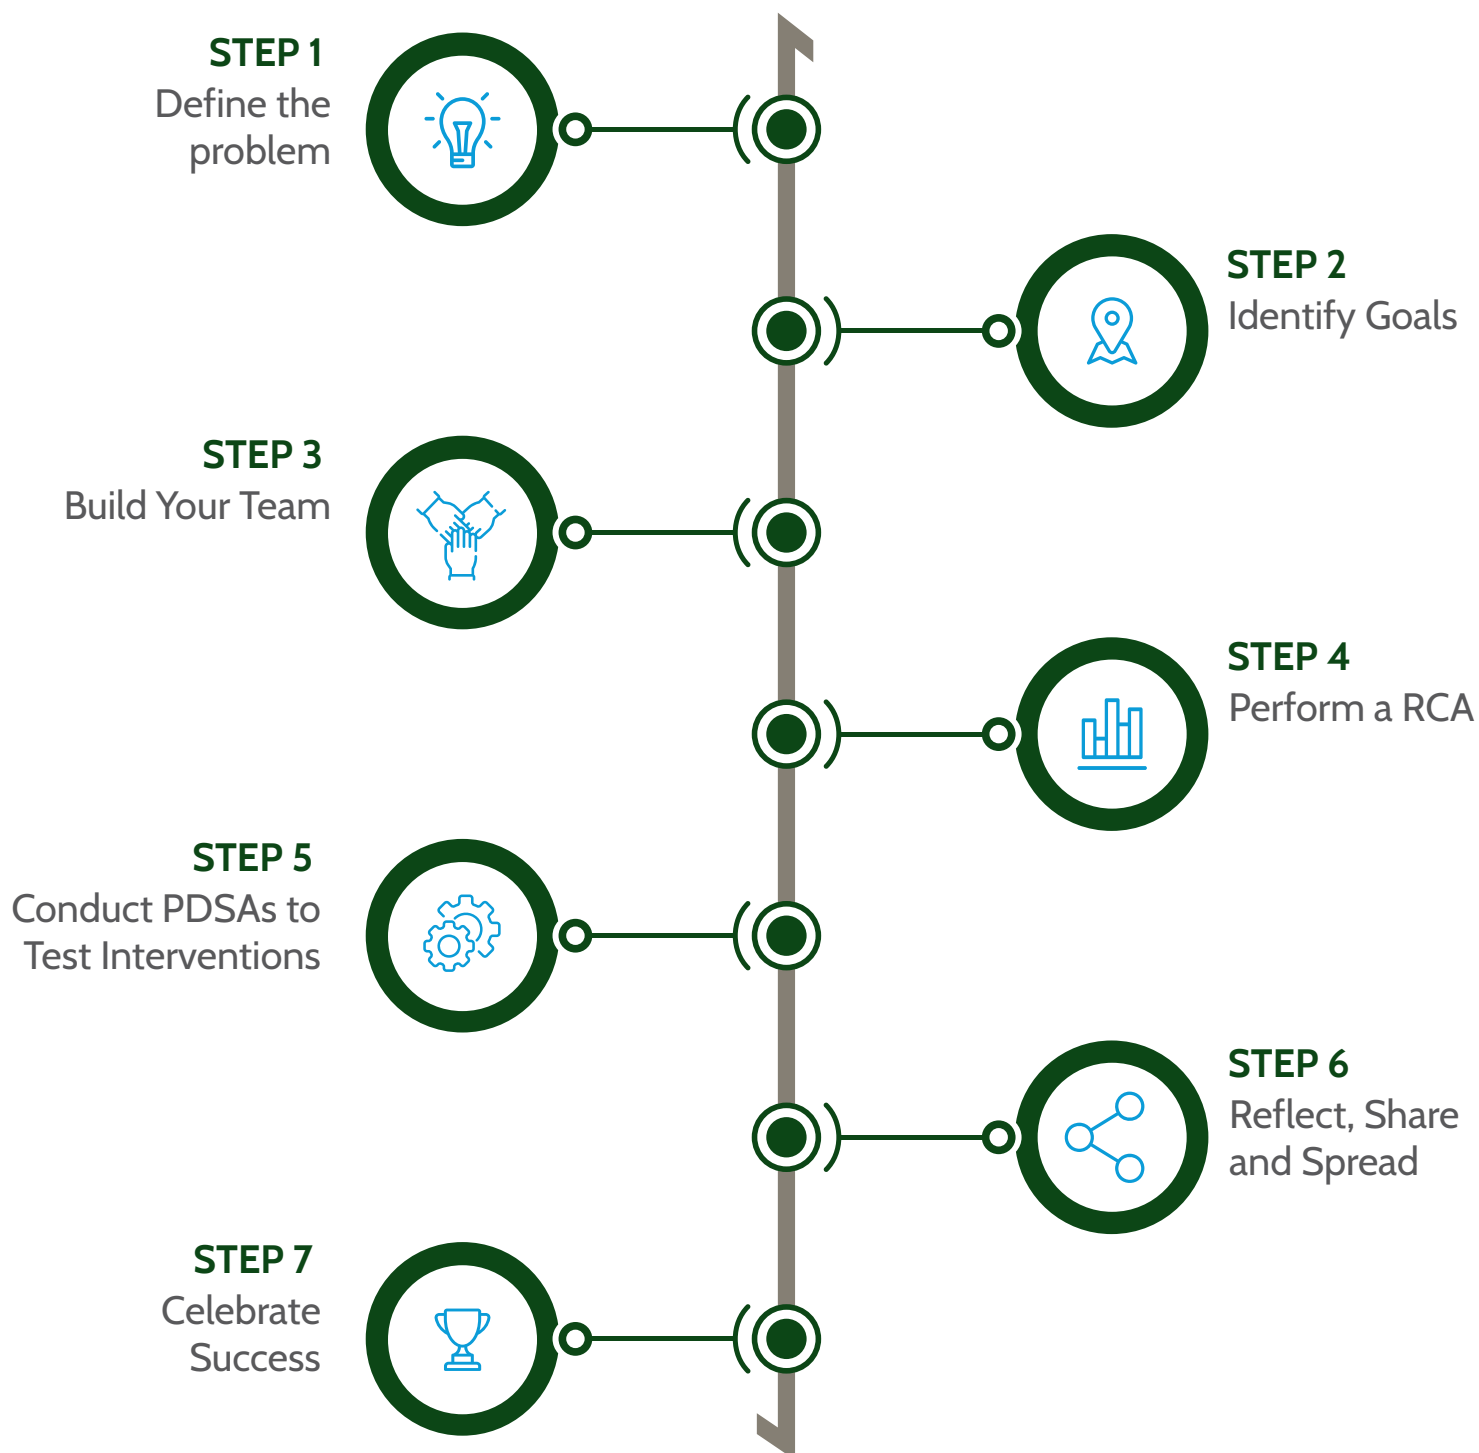 STEP 1
Define the
problem
STEP 2
Identify Goals
STEP 3
Build Your Team
STEP 4
Perform a RCA
STEP 5
Conduct PDSAs to
Test Interventions
STEP 6
Reflect, Share
and Spread
STEP 7
Celebrate
Success